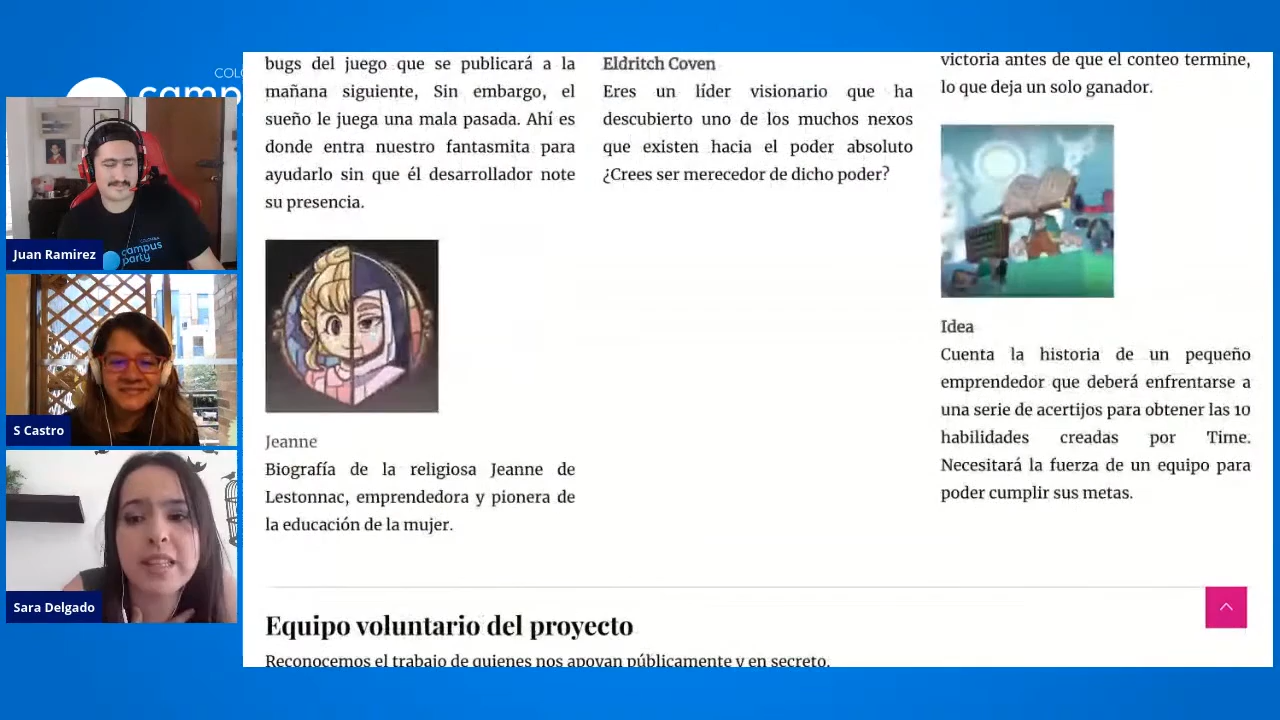 COLO
campu
Juan Ramirez
COLOMBIA
campus
party
S Castro
Sara Delgado
bugs del juego que se publicará a la
mañana siguiente, Sin embargo, el
sueño le juega una mala pasada. Ahí es
donde entra nuestro fantasmita para
ayudarlo sin que él desarrollador note
su presencia.
Jeanne
Biografía de la religiosa Jeanne de
Lestonnac, emprendedora y pionera de
la educación de la mujer.
Eldritch Coven
Eres un líder visionario que ha
descubierto uno de los muchos nexos
que existen hacia el poder absoluto
¿Crees ser merecedor de dicho poder?
victoria antes de que el conteo termine,
lo que deja un solo ganador.
Idea
Cuenta la historia de un pequeño
emprendedor que deberá enfrentarse a
una serie de acertijos para obtener las 10
habilidades creadas por Time.
Necesitará la fuerza de un equipo para
poder cumplir sus metas.
Equipo voluntario del proyecto
Reconocemos el trabajo de quienes nos apoyan públicamente y en secreto.